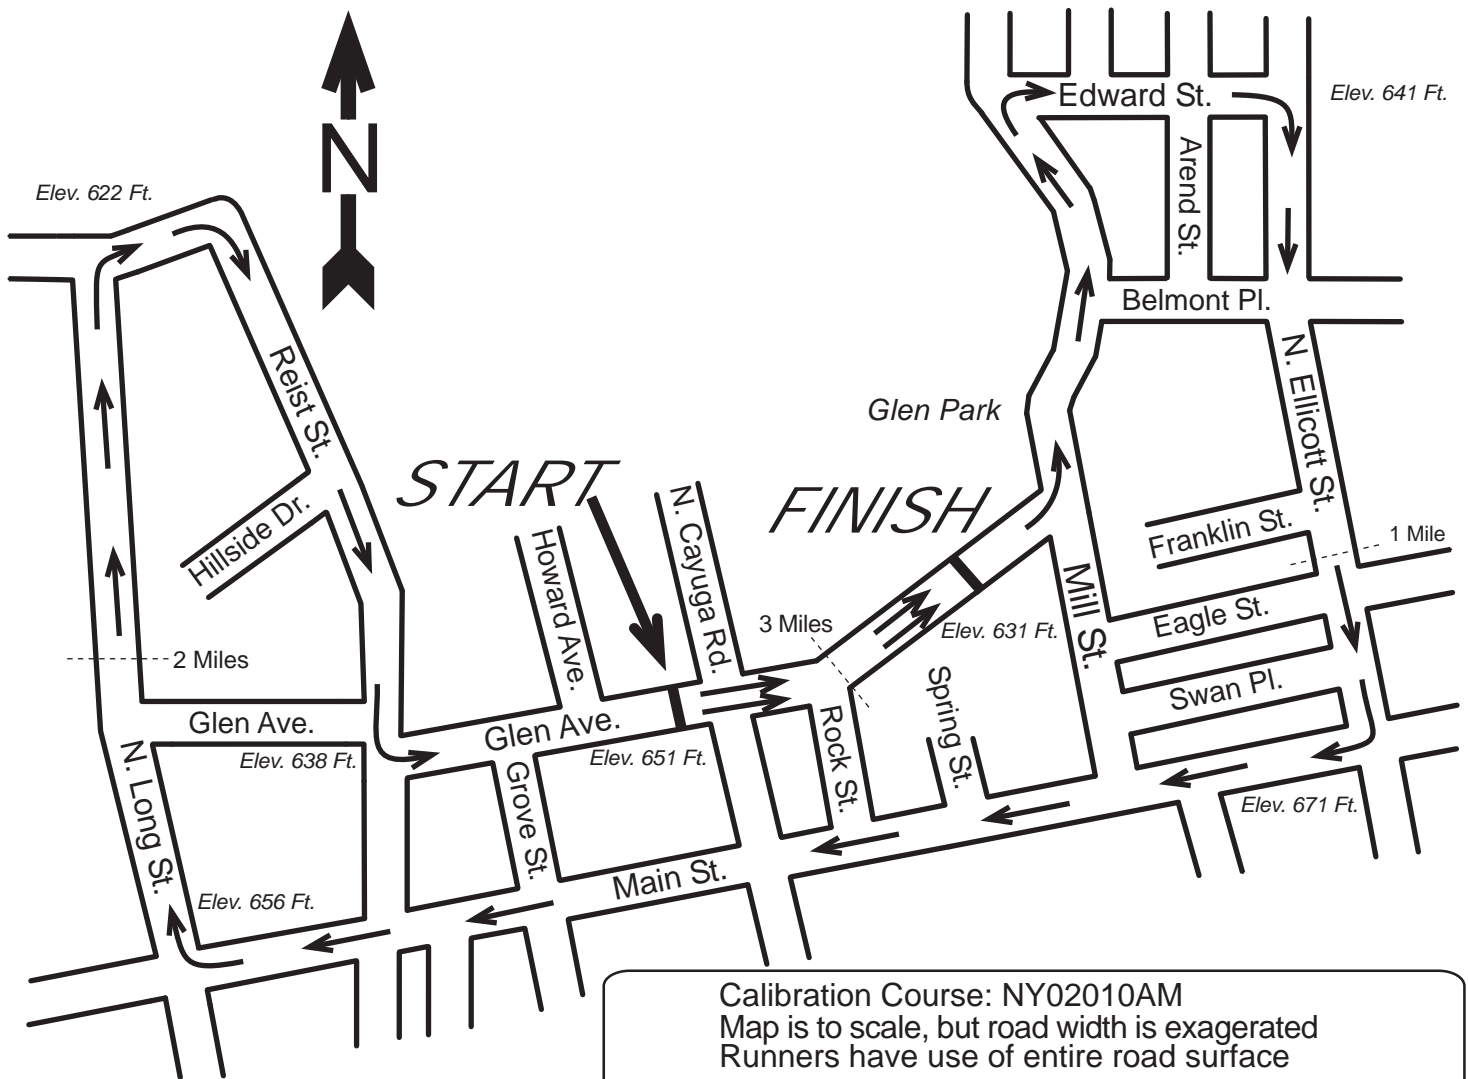 N
Edward St.
Elev. 641 Ft.
Arend St.
Elev. 622 Ft.
Belmont Pl.
Reist St.
N. Ellicott St.
Glen Park
START
FINISH
Hillside Dr.
Howard Ave.
N. Cayuga Rd.
Franklin St.
1 Mile
Mill St.
Eagle St.
3 Miles
Elev. 631 Ft.
2 Miles
Swan Pl.
Spring St.
Glen Ave.
Glen Ave.
Rock St.
Elev. 638 Ft.
Elev. 651 Ft.
N. Long St.
Grove St.
Elev. 671 Ft.
Main St.
Elev. 656 Ft.
Calibration Course: NY02010AM
Map is to scale, but road width is exagerated
Runners have use of entire road surface